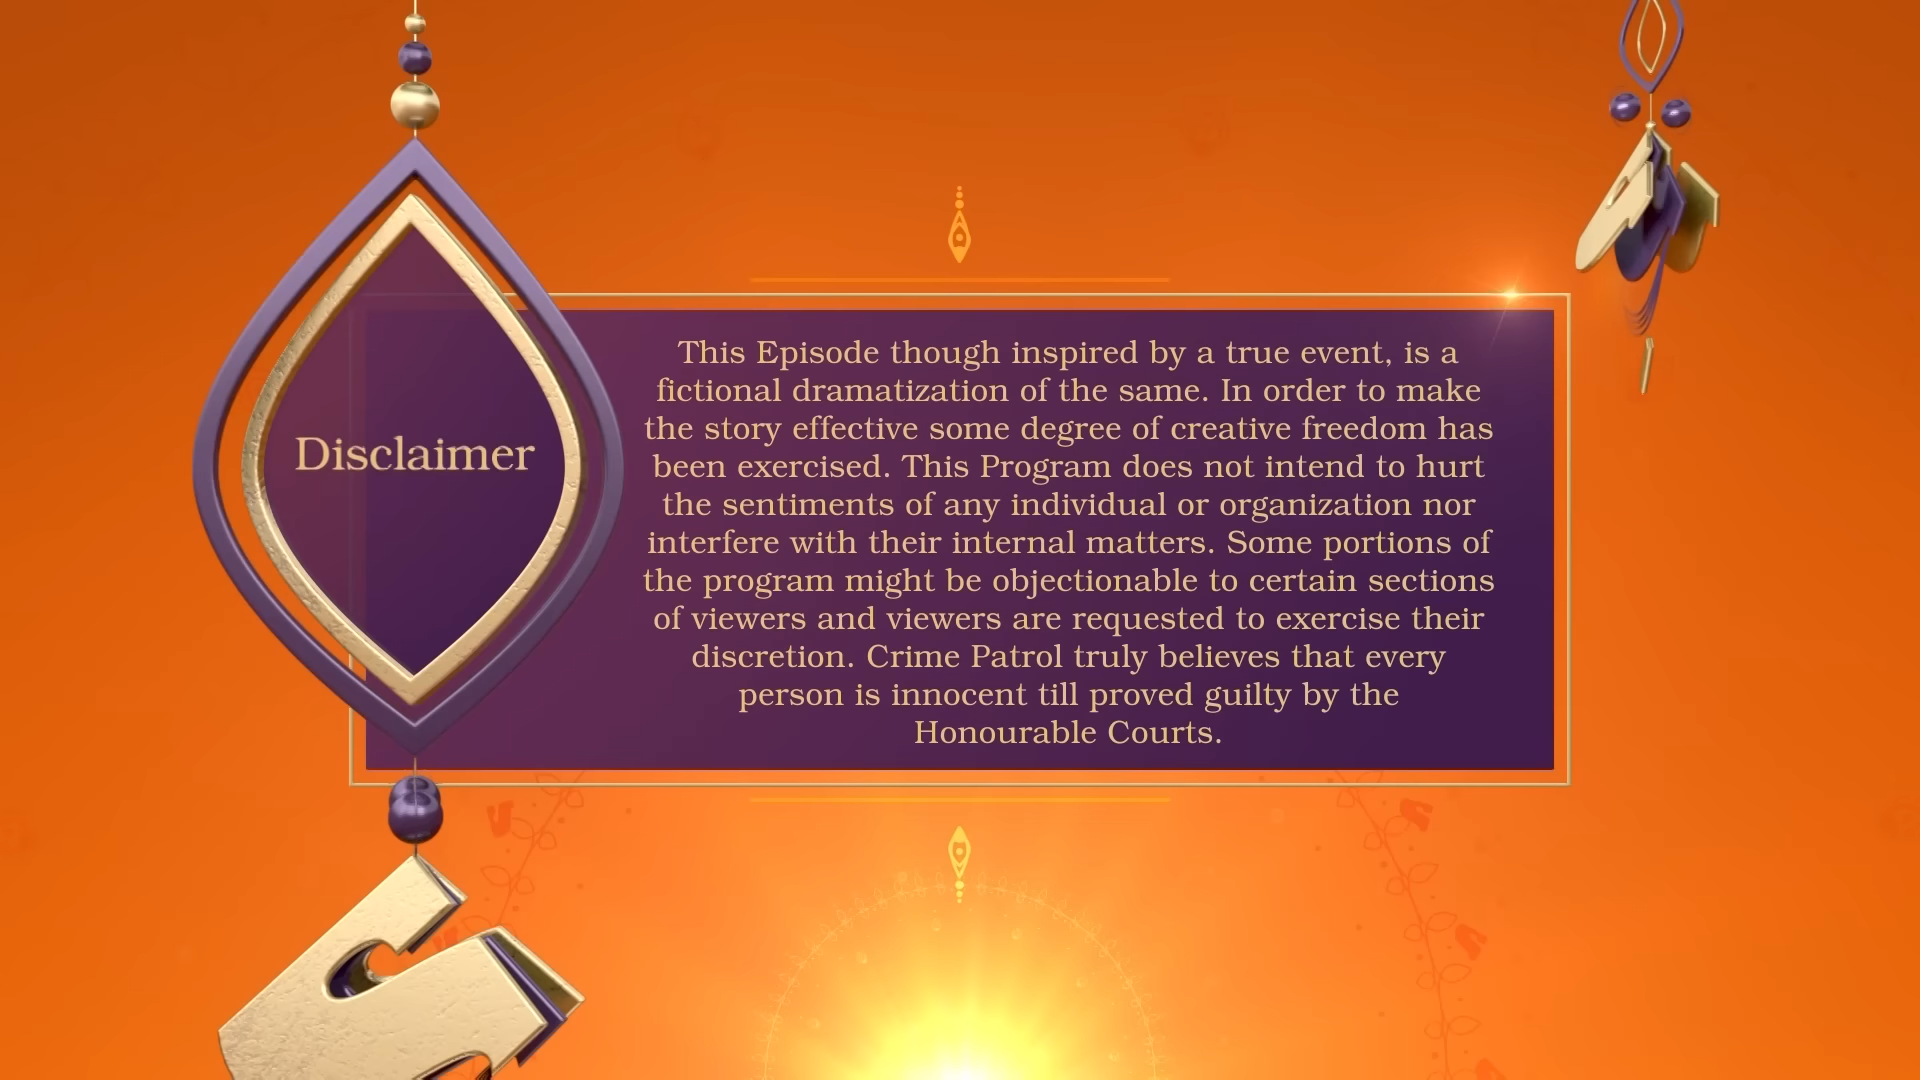 Disclaimer
This Episode though inspired by a true event, is a
fictional dramatization of the same. In order to make
the story effective some degree of creative freedom has
been exercised. This Program does not intend to hurt
the sentiments of any individual or organization nor
interfere with their internal matters. Some portions of
the program might be objectionable to certain sections
of viewers and viewers are requested to exercise their
discretion. Crime Patrol truly believes that every
person is innocent till proved guilty by the
Honourable Courts.